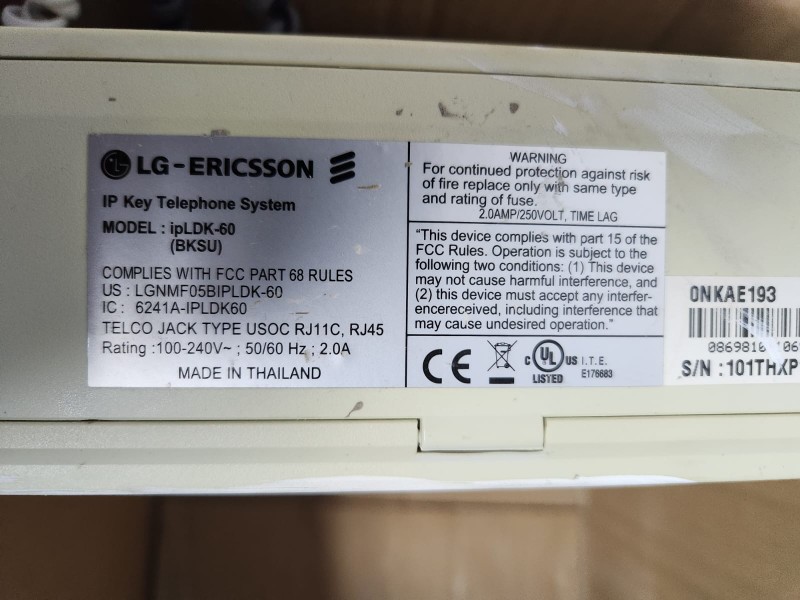 LG-ERICSSON
IP Key Telephone System
MODEL : ipLDK-60
(BKSU)
COMPLIES WITH FCC PART 68 RULES
US : LGNMF05BIPLDK-60
IC : 6241A-IPLDK60
TELCO JACK TYPE USOC RJ11C, RJ45
Rating :100-240V~ ; 50/60 Hz ; 2.0A
MADE IN THAILAND
WARNING
For continued protection against risk
of fire replace only with same type
and rating of fuse.
2.0AMP/250VOLT, TIME LAG
"This device complies with part 15 of the
FCC Rules. Operation is subject to the
following two conditions: (1) This device
may not cause harmful interference, and
(2) this device must accept any interfer-
encereceived, including interference that
may cause undesired operation."
CE
c UL US I.T.E.
LISTED E176683
0NKAE193
S/N : 101THXP